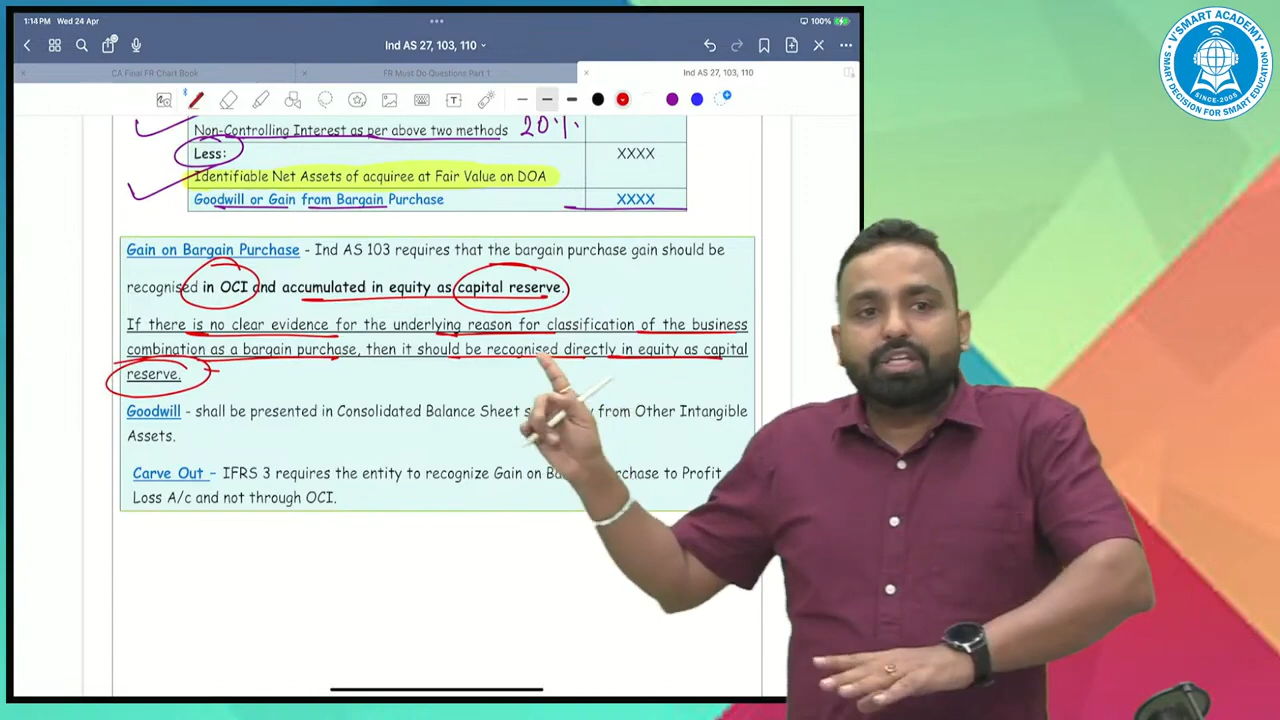 1:14 PM Wed 24 Apr
100%
Ind AS 27, 103, 110
CA Final FR Chart Book
FR Must Do Questions Part 1
Ind AS 27, 103, 110
Non-Controlling Interest as per above two methods 20%
Less: XXXX
Identifiable Net Assets of acquiree at Fair Value on DOA
Goodwill or Gain from Bargain Purchase XXXX
Gain on Bargain Purchase - Ind AS 103 requires that the bargain purchase gain should be
recognised in OCI and accumulated in equity as capital reserve.
If there is no clear evidence for the underlying reason for classification of the business
combination as a bargain purchase, then it should be recognised directly in equity as capital
reserve.
Goodwill - shall be presented in Consolidated Balance Sheet from Other Intangible
Assets.
Carve Out - IFRS 3 requires the entity to recognize Gain on to Profit
Loss A/c and not through OCI.
V'SMART ACADEMY
SINCE-2005
SMART DECISION FOR SMART EDUCATION